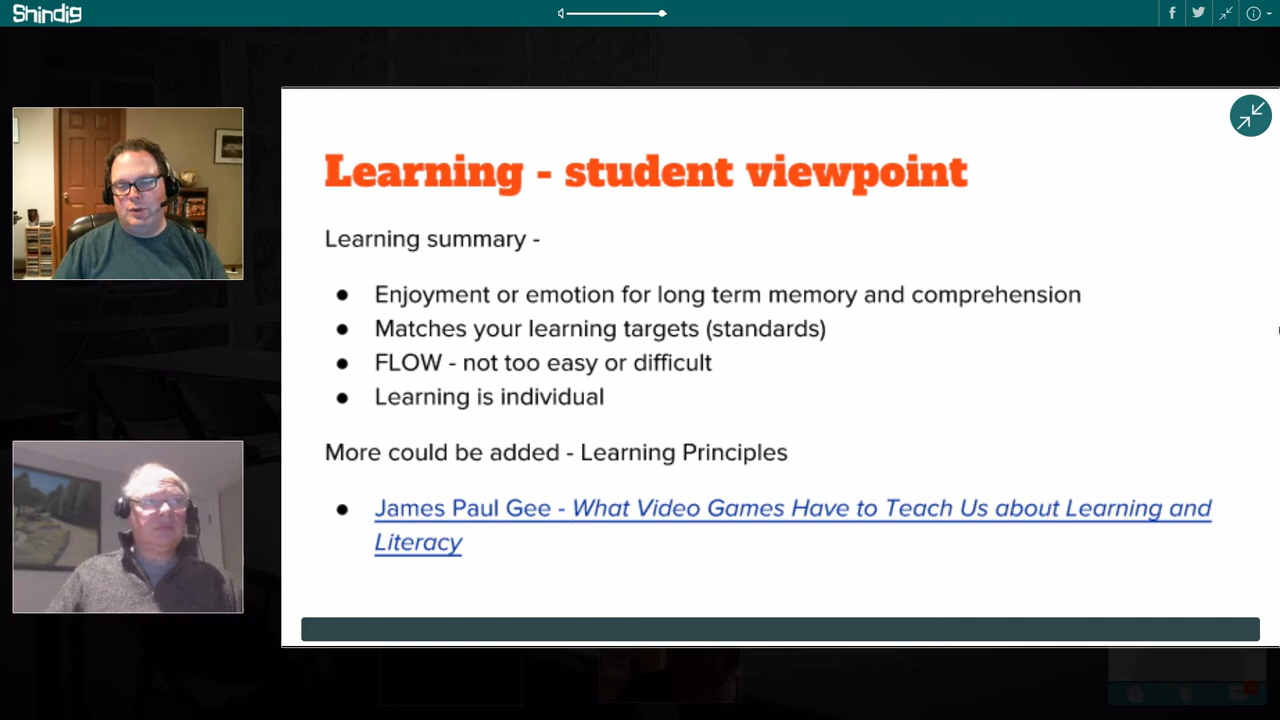 Shindig
Learning - student viewpoint
Learning summary -
● Enjoyment or emotion for long term memory and comprehension
● Matches your learning targets (standards)
● FLOW - not too easy or difficult
● Learning is individual
More could be added - Learning Principles
● James Paul Gee - What Video Games Have to Teach Us about Learning and
Literacy